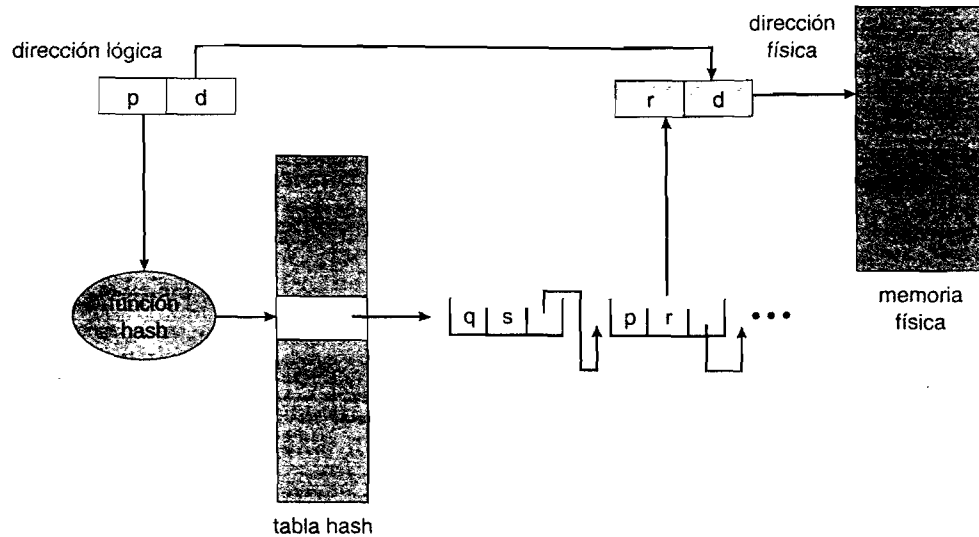 dirección lógica
p d
dirección
física
r d
función
hash
q s
p r
memoria
física
tabla hash